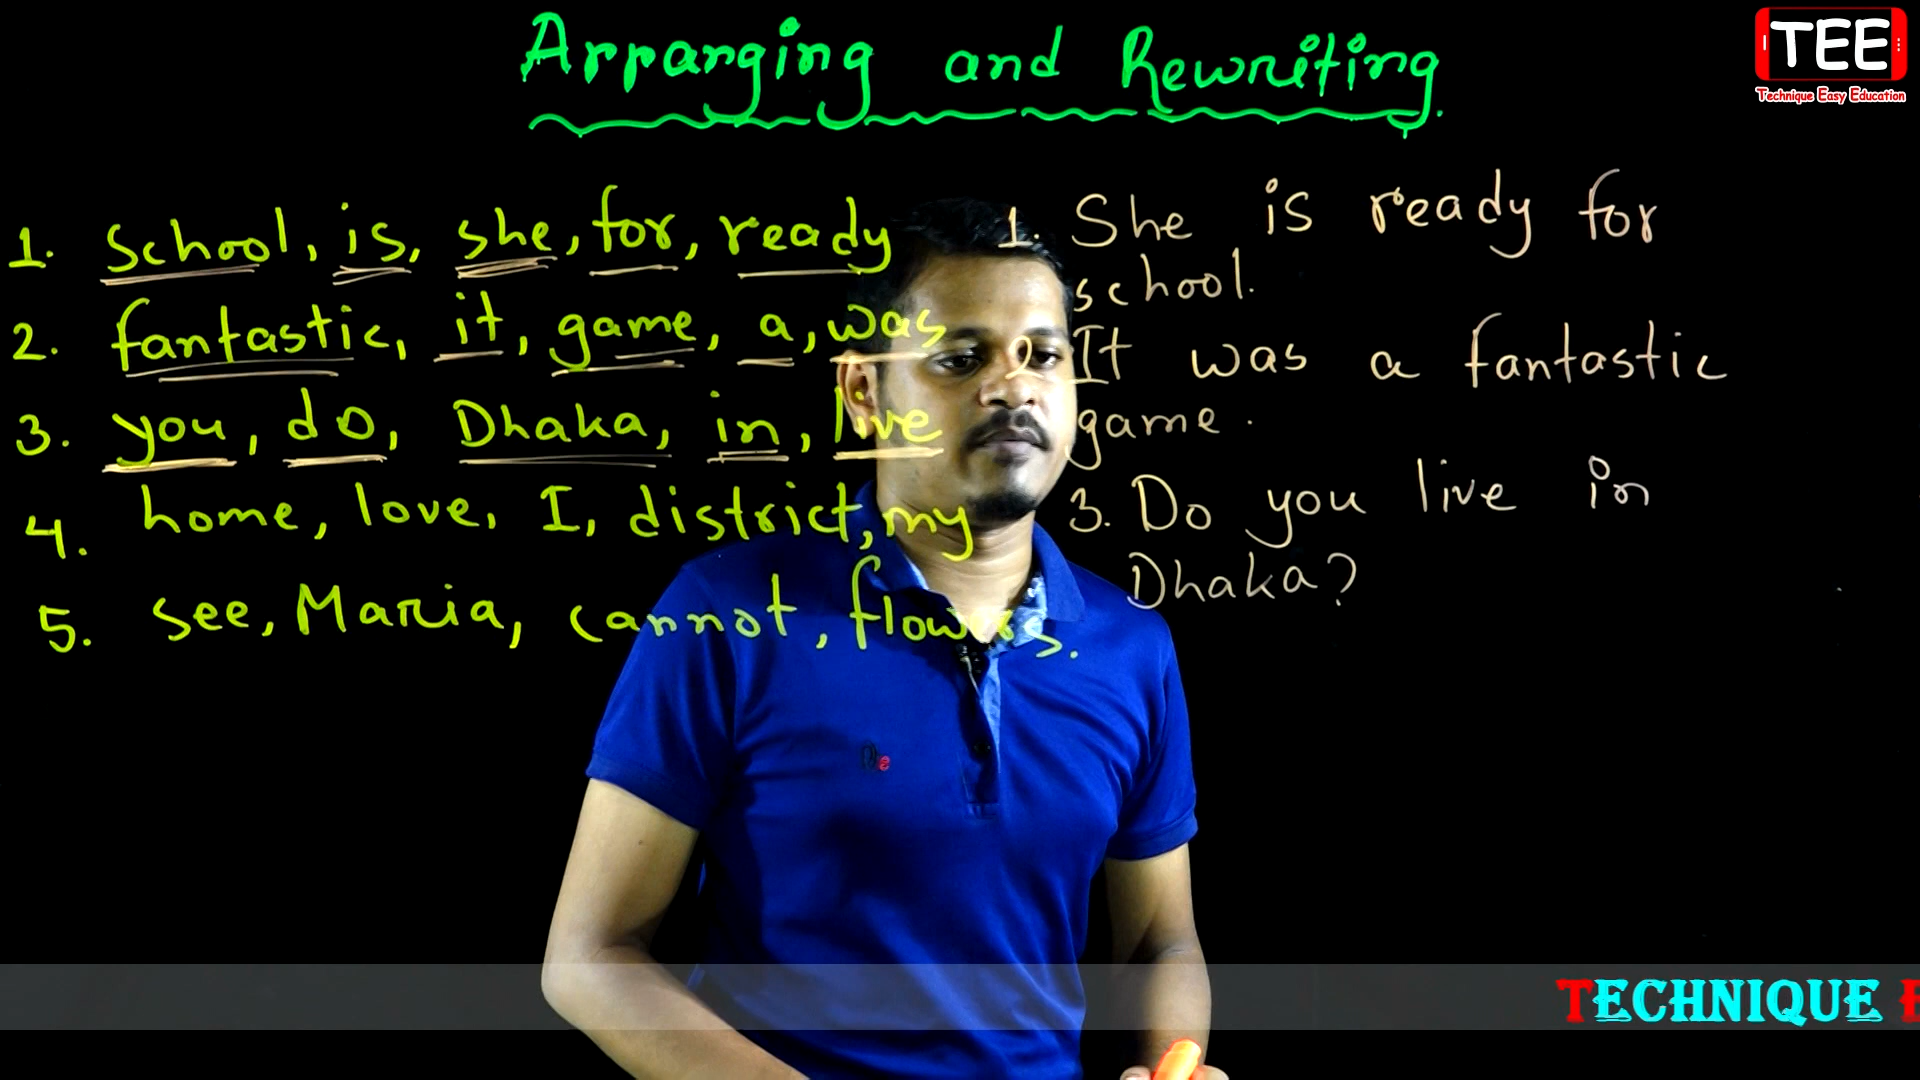 Arranging and Rewriting
TEE
Technique Easy Education
1. School, is, she, for, ready
2. fantastic, it, game, a, was
3. you, do, Dhaka, in, live
4. home, love, I, district, my
5. see, Maria, cannot, flowers.
1. She is ready for
school.
2. It was a fantastic
game.
3. Do you live in
Dhaka?
TECHNIQUE E